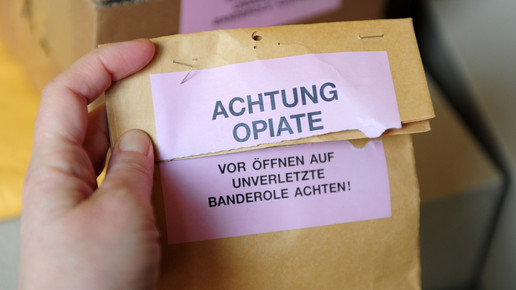 ACHTUNG
OPIATE
VOR ÖFFNEN AUF
UNVERLETZTE
BANDEROLE ACHTEN!